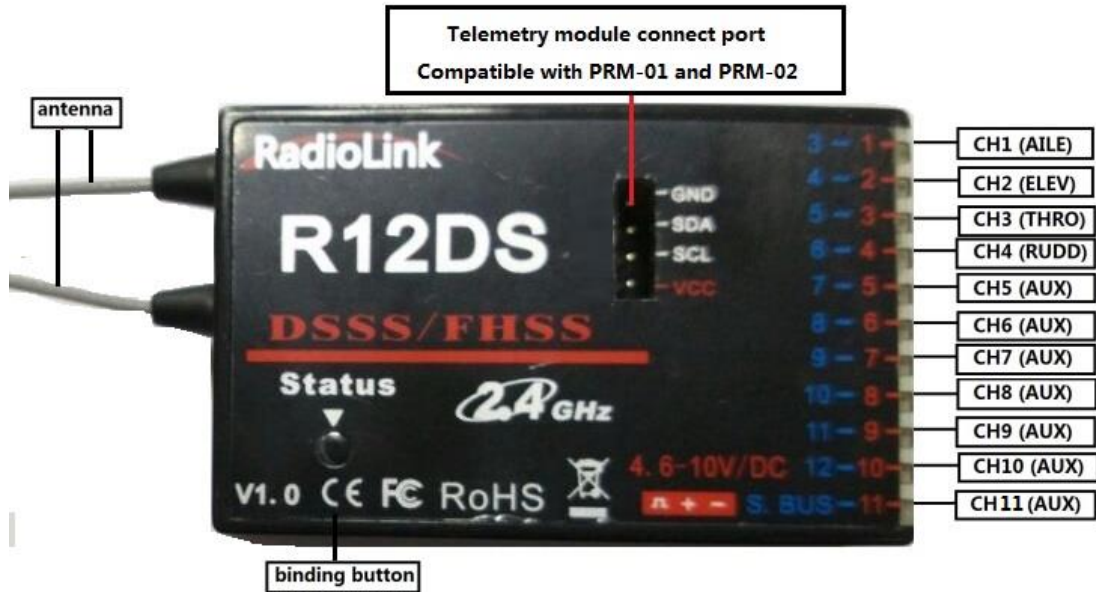 Telemetry module connect port
Compatible with PRM-01 and PRM-02
antenna
RadioLink
R12DS
DSSS/FHSS
Status
2.4 GHz
V1.0 CE FC RoHS
binding button
GND
SDA
SCL
VCC
4.6-10V/DC
+ -
3 - 1 - CH1 (AILE)
4 - 2 - CH2 (ELEV)
5 - 3 - CH3 (THRO)
6 - 4 - CH4 (RUDD)
7 - 5 - CH5 (AUX)
8 - 6 - CH6 (AUX)
9 - 7 - CH7 (AUX)
10 - 8 - CH8 (AUX)
11 - 9 - CH9 (AUX)
12 - 10 - CH10 (AUX)
S. BUS - 11 - CH11 (AUX)